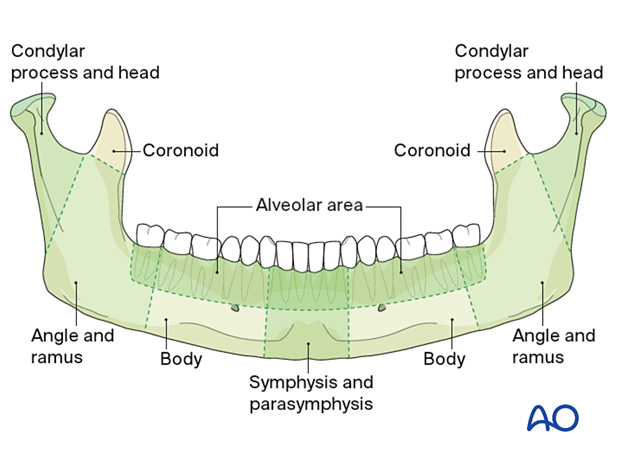 Condylar
process and head
Condylar
process and head
Coronoid
Coronoid
Alveolar area
Angle and
ramus
Body
Symphysis and
parasymphysis
Body
Angle and
ramus
AO